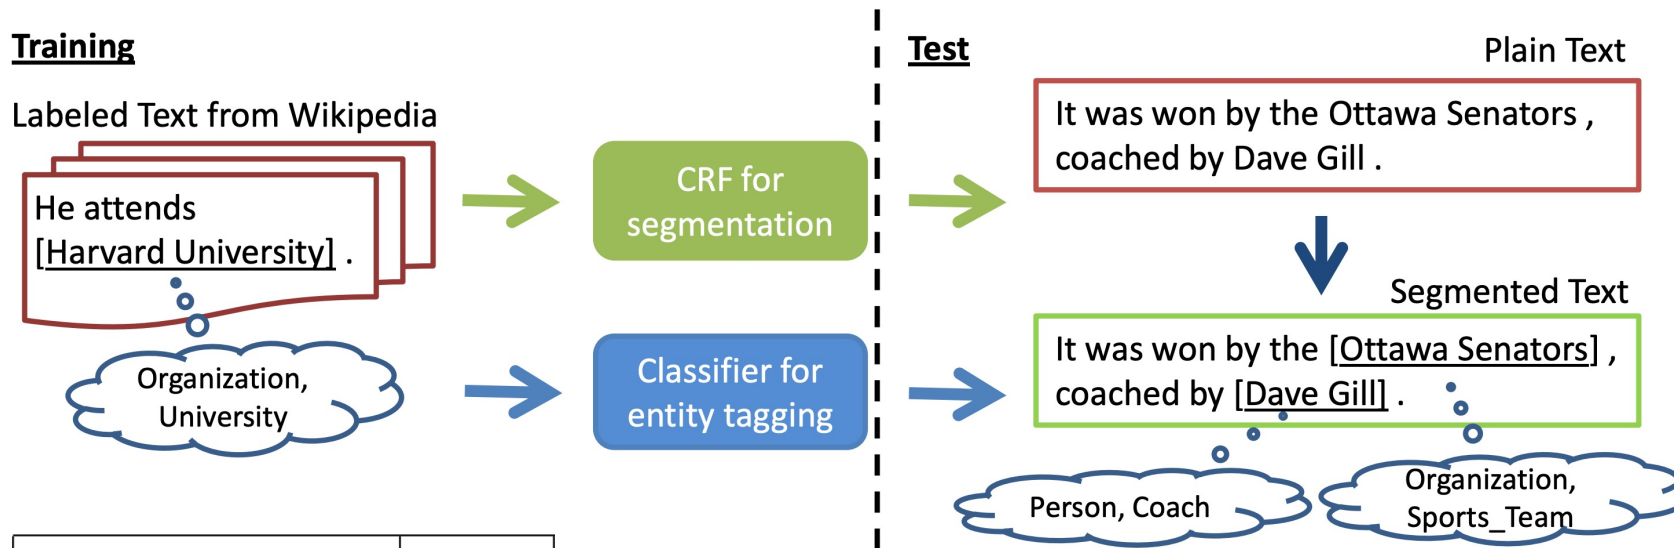 Training
Labeled Text from Wikipedia
He attends
[Harvard University] .
Organization,
University
CRF for
segmentation
Classifier for
entity tagging
Test
Plain Text
It was won by the Ottawa Senators ,
coached by Dave Gill .
Segmented Text
It was won by the [Ottawa Senators] ,
coached by [Dave Gill] .
Person, Coach
Organization,
Sports_Team